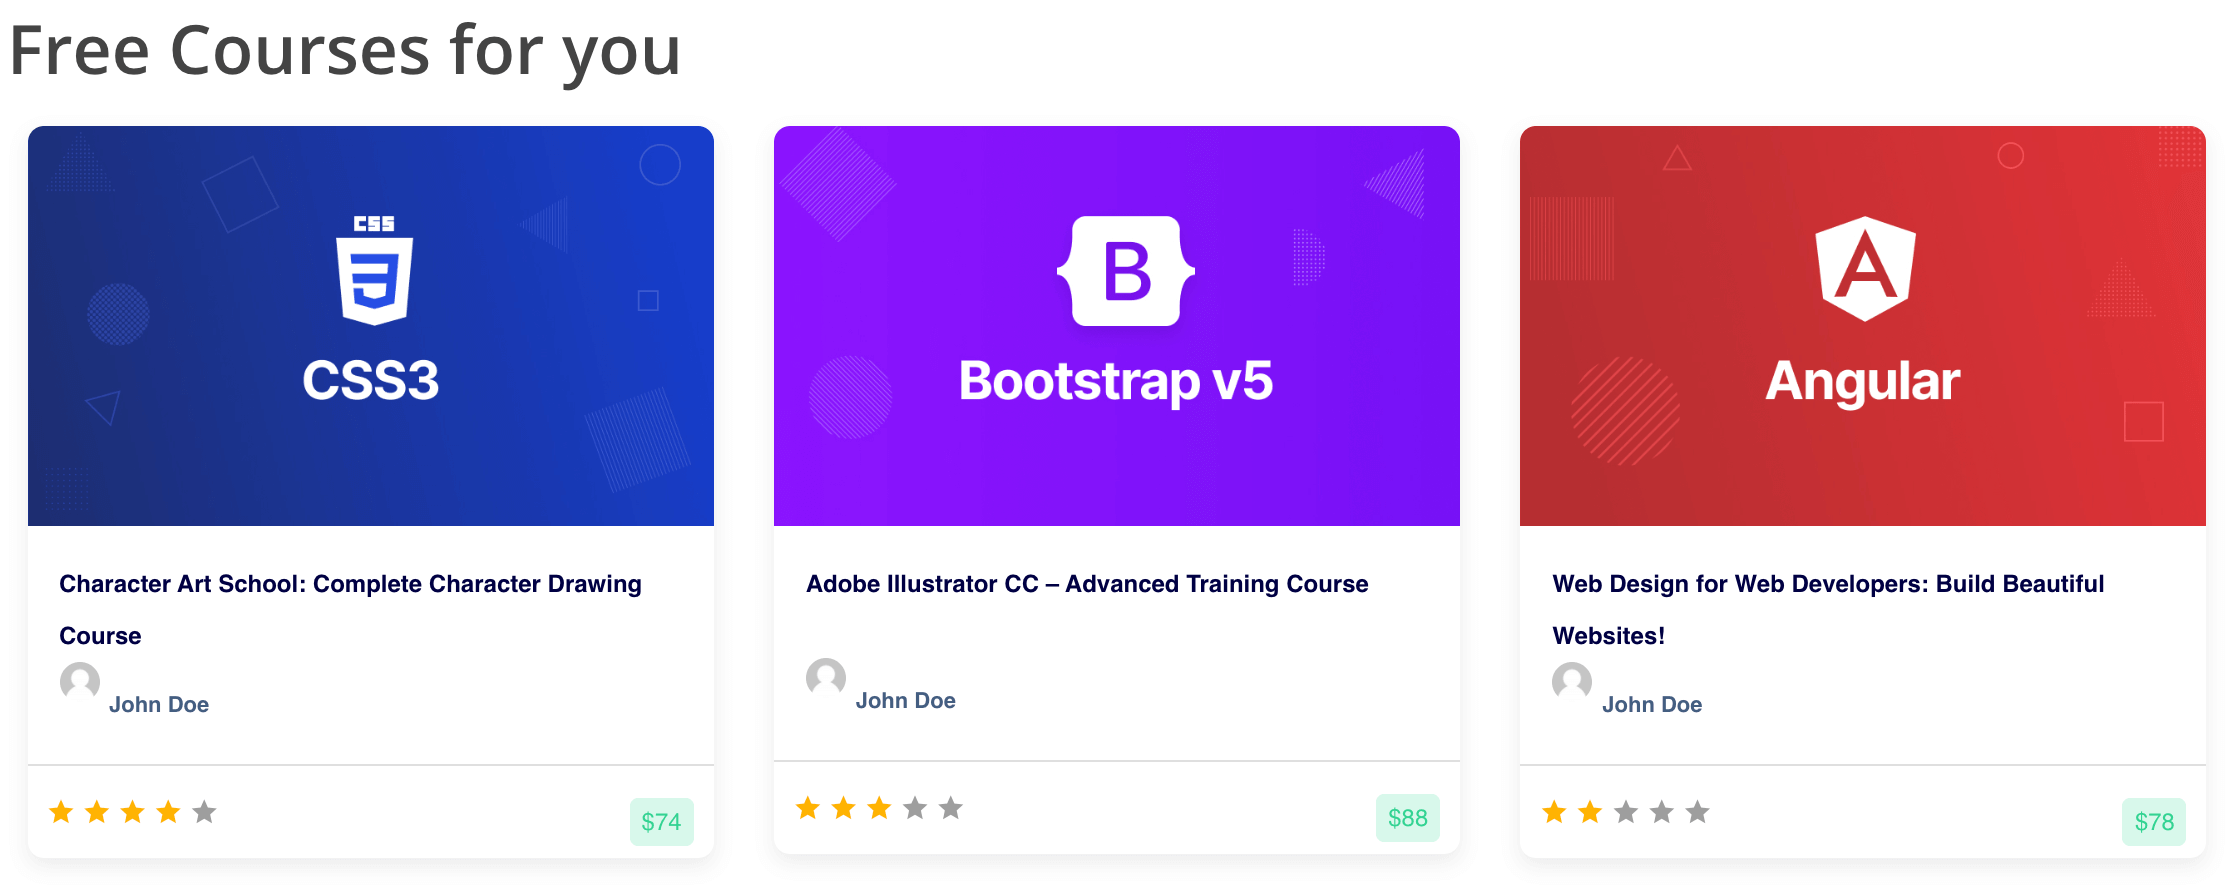 Free Courses for you
CSS
CSS3
B
Bootstrap v5
A
Angular
Character Art School: Complete Character Drawing
Course
John Doe
$74
Adobe Illustrator CC – Advanced Training Course
John Doe
$88
Web Design for Web Developers: Build Beautiful
Websites!
John Doe
$78